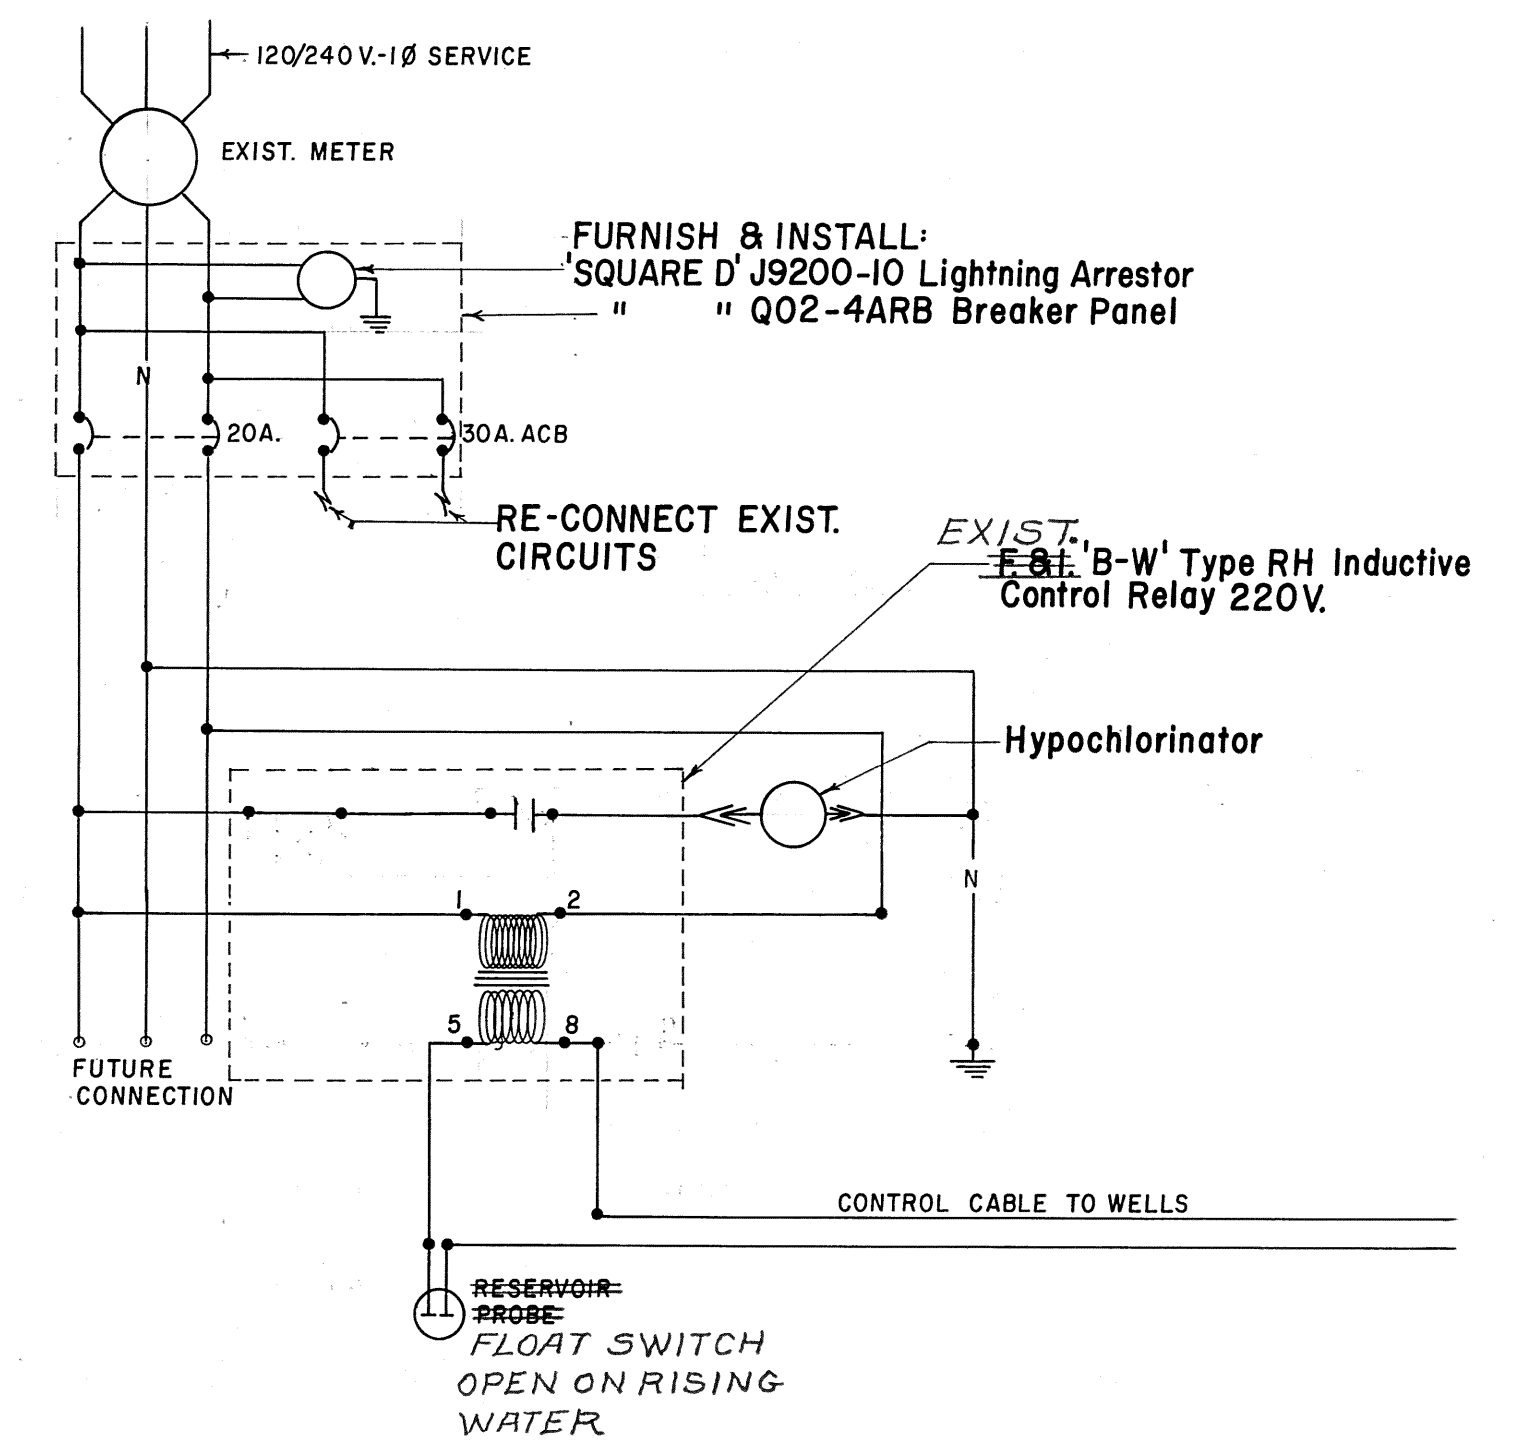 120/240 V.-1Ø SERVICE
EXIST. METER
FURNISH & INSTALL:
'SQUARE D' J9200-10 Lightning Arrestor
" " Q02-4ARB Breaker Panel
N
20A.
30A. ACB
RE-CONNECT EXIST.
CIRCUITS
EXIST.
F. & I. 'B-W' Type RH Inductive
Control Relay 220V.
Hypochlorinator
N
1
2
5
8
FUTURE
CONNECTION
CONTROL CABLE TO WELLS
RESERVOIR
PROBE
FLOAT SWITCH
OPEN ON RISING
WATER